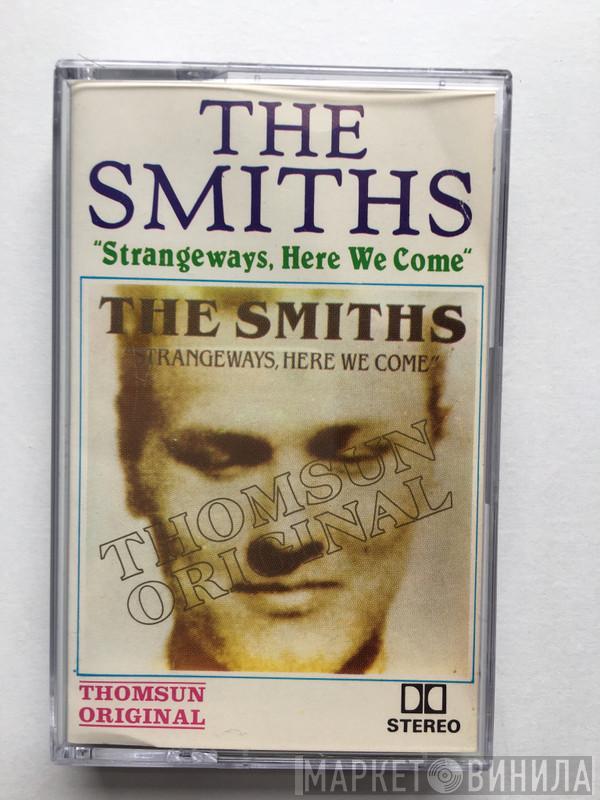 THE
SMITHS
"Strangeways, Here We Come"
THE SMITHS
"STRANGEWAYS, HERE WE COME"
THOMSUN
ORIGINAL
THOMSUN
ORIGINAL
STEREO
МАРКЕТ ВИНИЛА